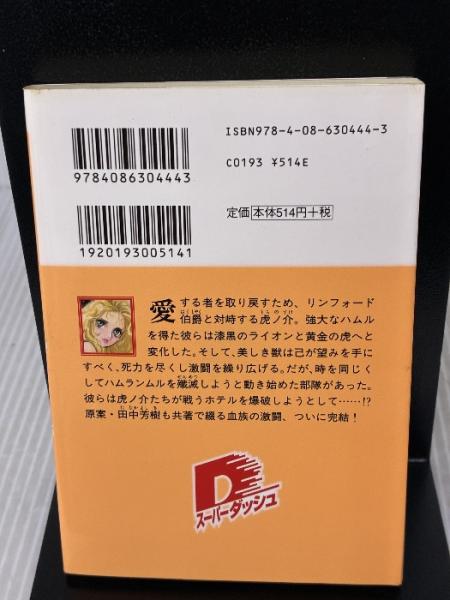 ISBN978-4-08-630444-3
C0193 ¥514E
9784086304443
定価 本体514円+税
1920193005141
愛する者を取り戻すため、リンフォード
伯爵と対峙する虎ノ介。強大なハムル
を得た彼らは漆黒のライオンと黄金の虎へと
変化した。そして、美しき獣は己が望みを手に
すべく、死力を尽くし激闘を繰り広げる。だが、時を同じく
してハムランムルを殲滅しようと動き始めた部隊があった。
彼らは虎ノ介たちが戦うホテルを爆破しようとして……!?
原案・田中芳樹も共著で綴る血族の激闘、ついに完結!
D
スーパーダッシュ